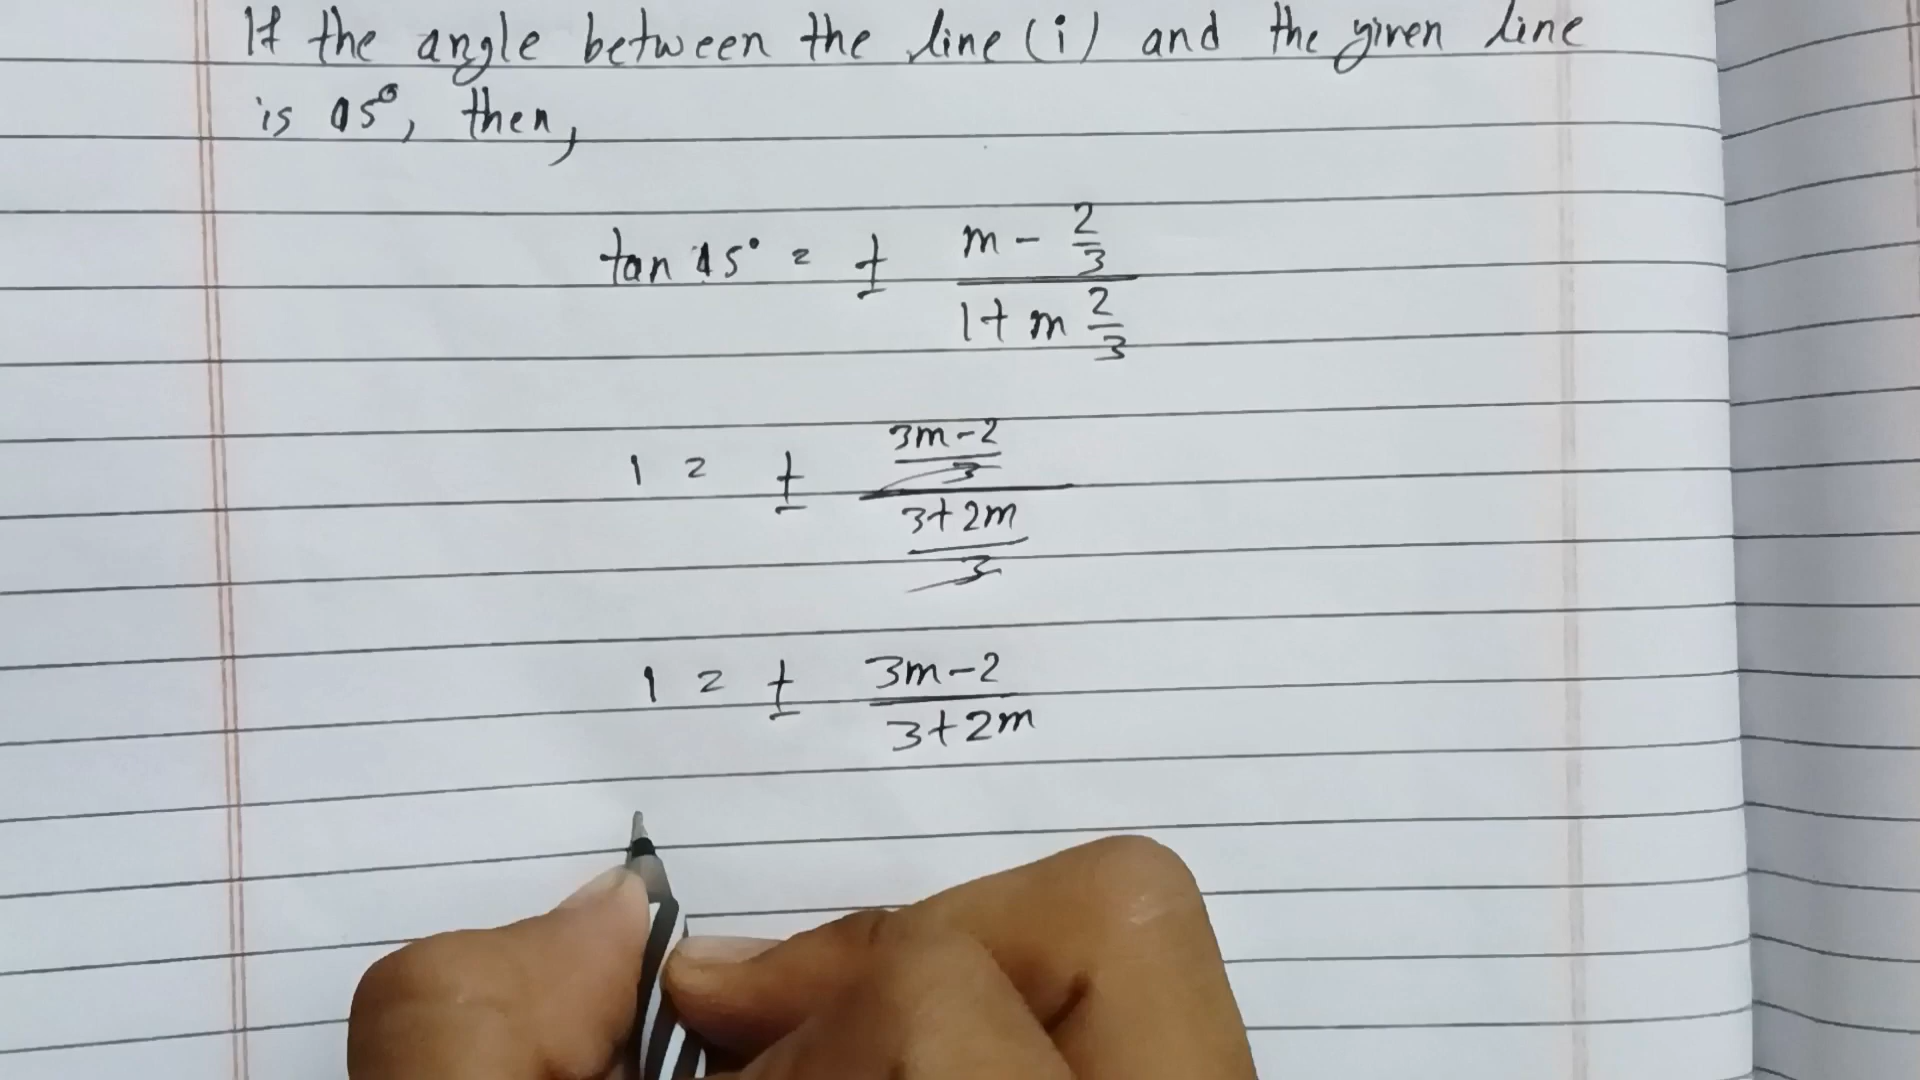 If the angle between the line (i) and the given line
is 45°, then,
tan 45° = ± (m - 2/3)/(1 + m 2/3)
1 = ± ((3m-2)/3)/((3+2m)/3)
1 = ± (3m-2)/(3+2m)